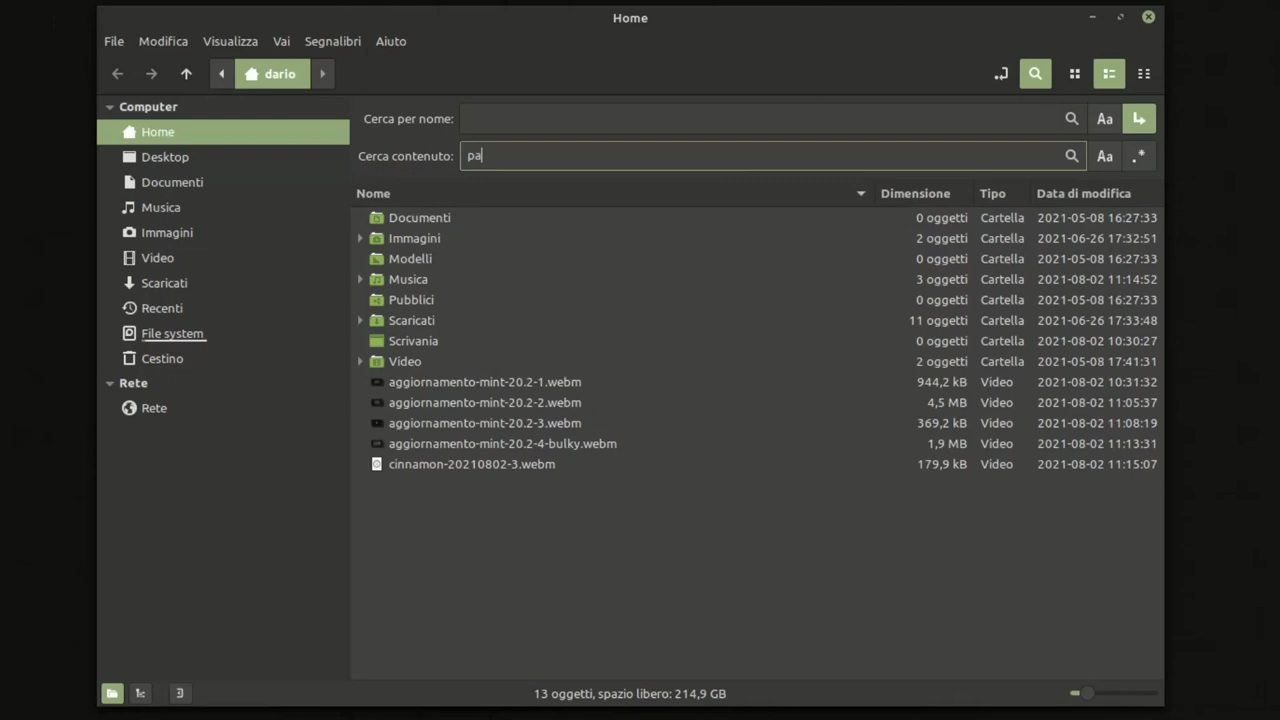 Home
File Modifica Visualizza Vai Segnalibri Aiuto
dario
Computer
Home
Desktop
Documenti
Musica
Immagini
Video
Scaricati
Recenti
File system
Cestino
Rete
Rete
Cerca per nome: Aa
Cerca contenuto: pa Aa .*
Nome Dimensione Tipo Data di modifica
Documenti 0 oggetti Cartella 2021-05-08 16:27:33
Immagini 2 oggetti Cartella 2021-06-26 17:32:51
Modelli 0 oggetti Cartella 2021-05-08 16:27:33
Musica 3 oggetti Cartella 2021-08-02 11:14:52
Pubblici 0 oggetti Cartella 2021-05-08 16:27:33
Scaricati 11 oggetti Cartella 2021-06-26 17:33:48
Scrivania 0 oggetti Cartella 2021-08-02 10:30:27
Video 2 oggetti Cartella 2021-05-08 17:41:31
aggiornamento-mint-20.2-1.webm 944,2 kB Video 2021-08-02 10:31:32
aggiornamento-mint-20.2-2.webm 4,5 MB Video 2021-08-02 11:05:37
aggiornamento-mint-20.2-3.webm 369,2 kB Video 2021-08-02 11:08:19
aggiornamento-mint-20.2-4-bulky.webm 1,9 MB Video 2021-08-02 11:13:31
cinnamon-20210802-3.webm 179,9 kB Video 2021-08-02 11:15:07
13 oggetti, spazio libero: 214,9 GB